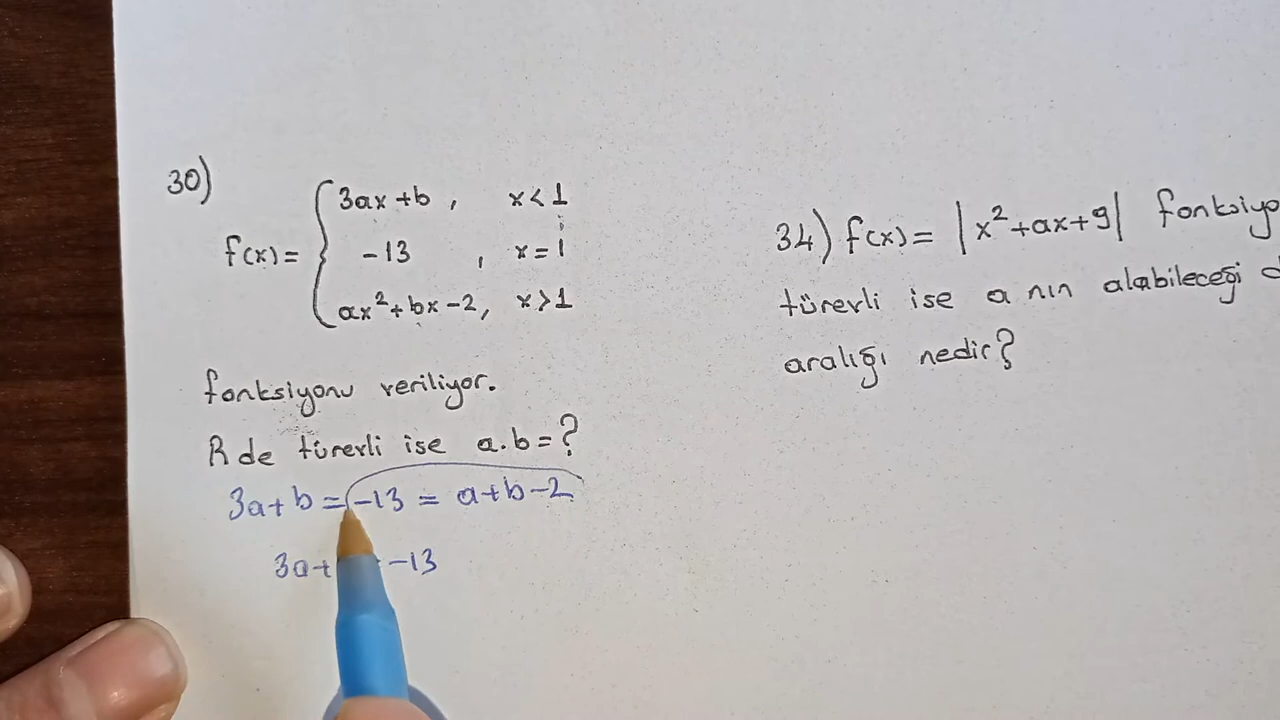 30)
f(x)= { 3ax+b , x<1
-13 , x=1
ax²+bx-2, x>1
fonksiyonu veriliyor.
R de türevli ise a.b=?
3a+b=-13=a+b-2
3a+ -13
34) f(x)= |x²+ax+9|
türevli ise a nın alabileceği
aralığı nedir?